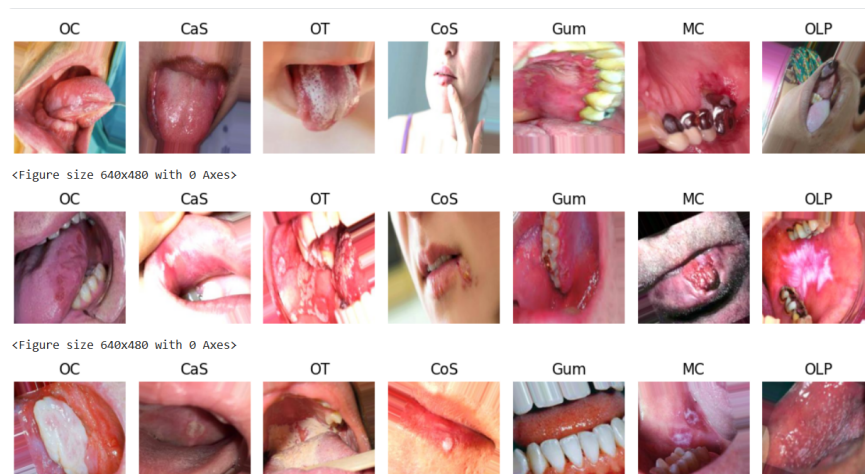 OC CaS OT CoS Gum MC OLP
<Figure size 640x480 with 0 Axes>
OC CaS OT CoS Gum MC OLP
<Figure size 640x480 with 0 Axes>
OC CaS OT CoS Gum MC OLP